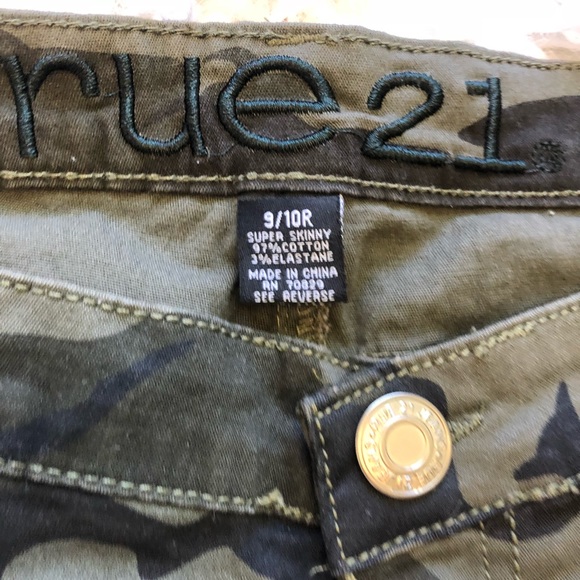 rue21.
9/10R
SUPER SKINNY
97%COTTON
3%ELASTANE
MADE IN CHINA
RN 70829
SEE REVERSE